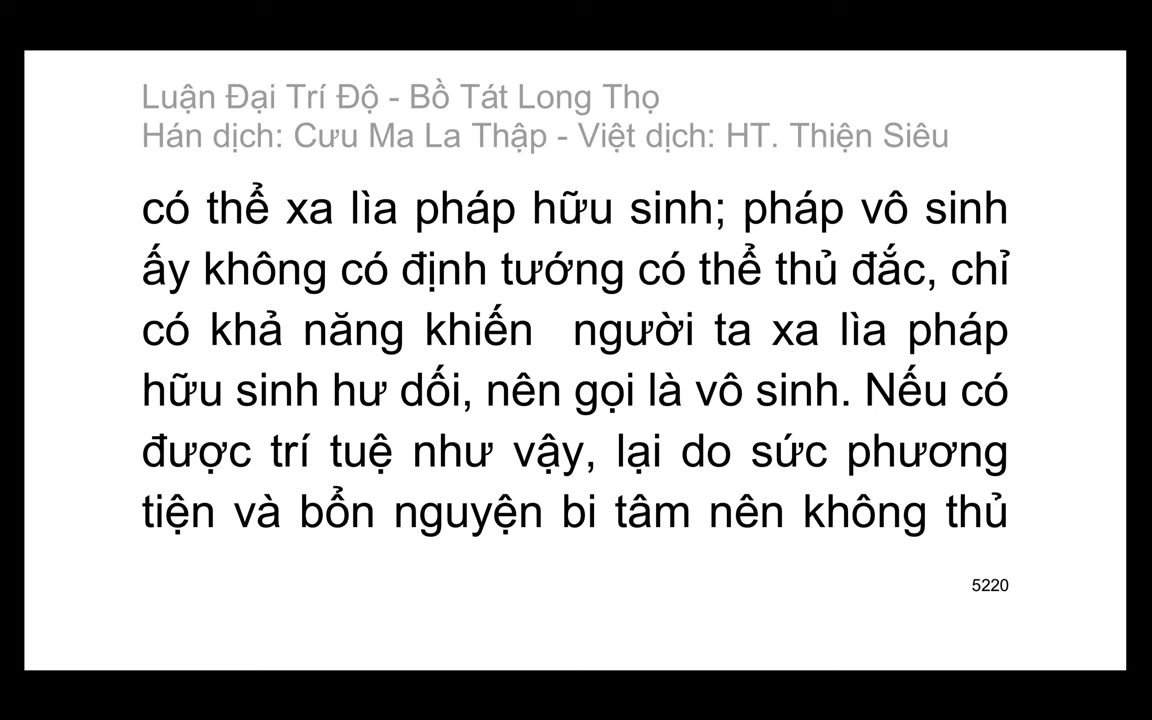 Luận Đại Trí Độ - Bồ Tát Long Thọ
Hán dịch: Cưu Ma La Thập - Việt dịch: HT. Thiện Siêu
có thể xa lìa pháp hữu sinh; pháp vô sinh
ấy không có định tướng có thể thủ đắc, chỉ
có khả năng khiến  người ta xa lìa pháp
hữu sinh hư dối, nên gọi là vô sinh. Nếu có
được trí tuệ như vậy, lại do sức phương
tiện và bổn nguyện bi tâm nên không thủ
5220